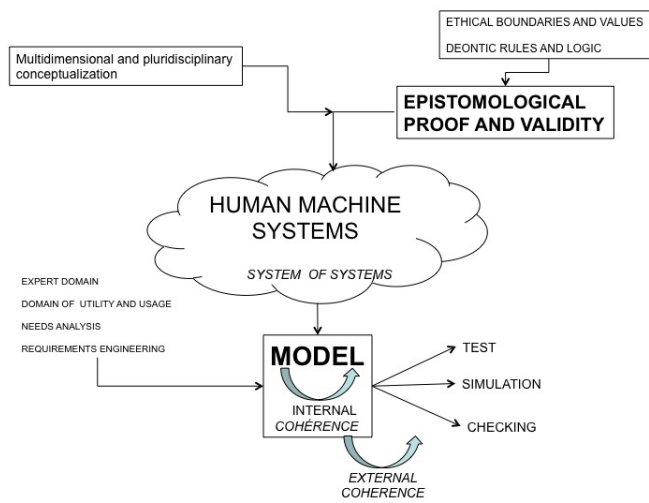 ETHICAL BOUNDARIES AND VALUES
DEONTIC RULES AND LOGIC
Multidimensional and pluridisciplinary
conceptualization
EPISTOMOLOGICAL
PROOF AND VALIDITY
HUMAN MACHINE
SYSTEMS
SYSTEM OF SYSTEMS
EXPERT DOMAIN
DOMAIN OF UTILITY AND USAGE
NEEDS ANALYSIS
REQUIREMENTS ENGINEERING
MODEL
INTERNAL
COHÉRENCE
TEST
SIMULATION
CHECKING
EXTERNAL
COHERENCE